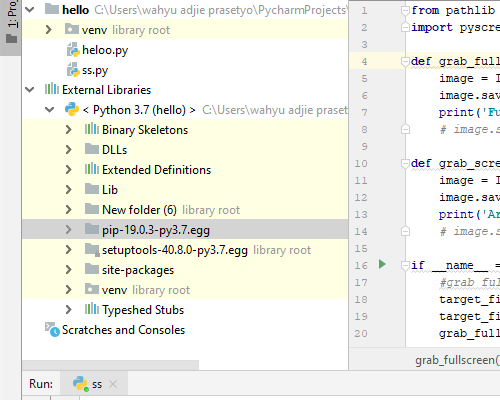 1: Proj
hello C:\Users\wahyu adjie prasetyo\PycharmProjects\
venv library root
heloo.py
ss.py
External Libraries
< Python 3.7 (hello) > C:\Users\wahyu adjie praset
Binary Skeletons
DLLs
Extended Definitions
Lib
New folder (6) library root
pip-19.0.3-py3.7.egg
setuptools-40.8.0-py3.7.egg library root
site-packages
venv library root
Typeshed Stubs
Scratches and Consoles
1 from pathlib
2 import pyscre
3
4 def grab_full
5 image = I
6 image.sav
7 print('Fu
8 # image.s
9
10 def grab_scre
11 image = I
12 image.sav
13 print('Ar
14 # image.s
15
16 if __name__ =
17 #grab ful
18 target_fi
19 target_fi
20 grab_full
grab_fullscreen()
Run: ss